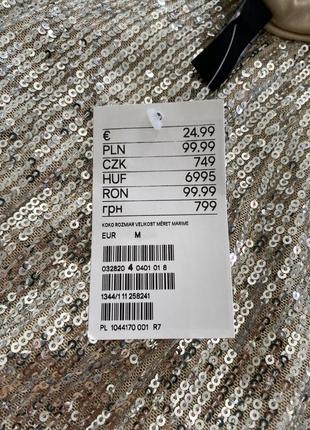 € 24.99
PLN 99.99
CZK 749
HUF 6995
RON 99.99
грн 799
KOKO ROZMIAR VELIKOST MÉRET MARIME
EUR M
032820 4 0401 01 8
1344/1 11 258241
PL 1044170 001 R7